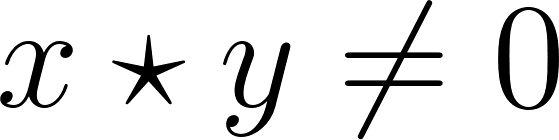 x ⋆ y ≠ 0